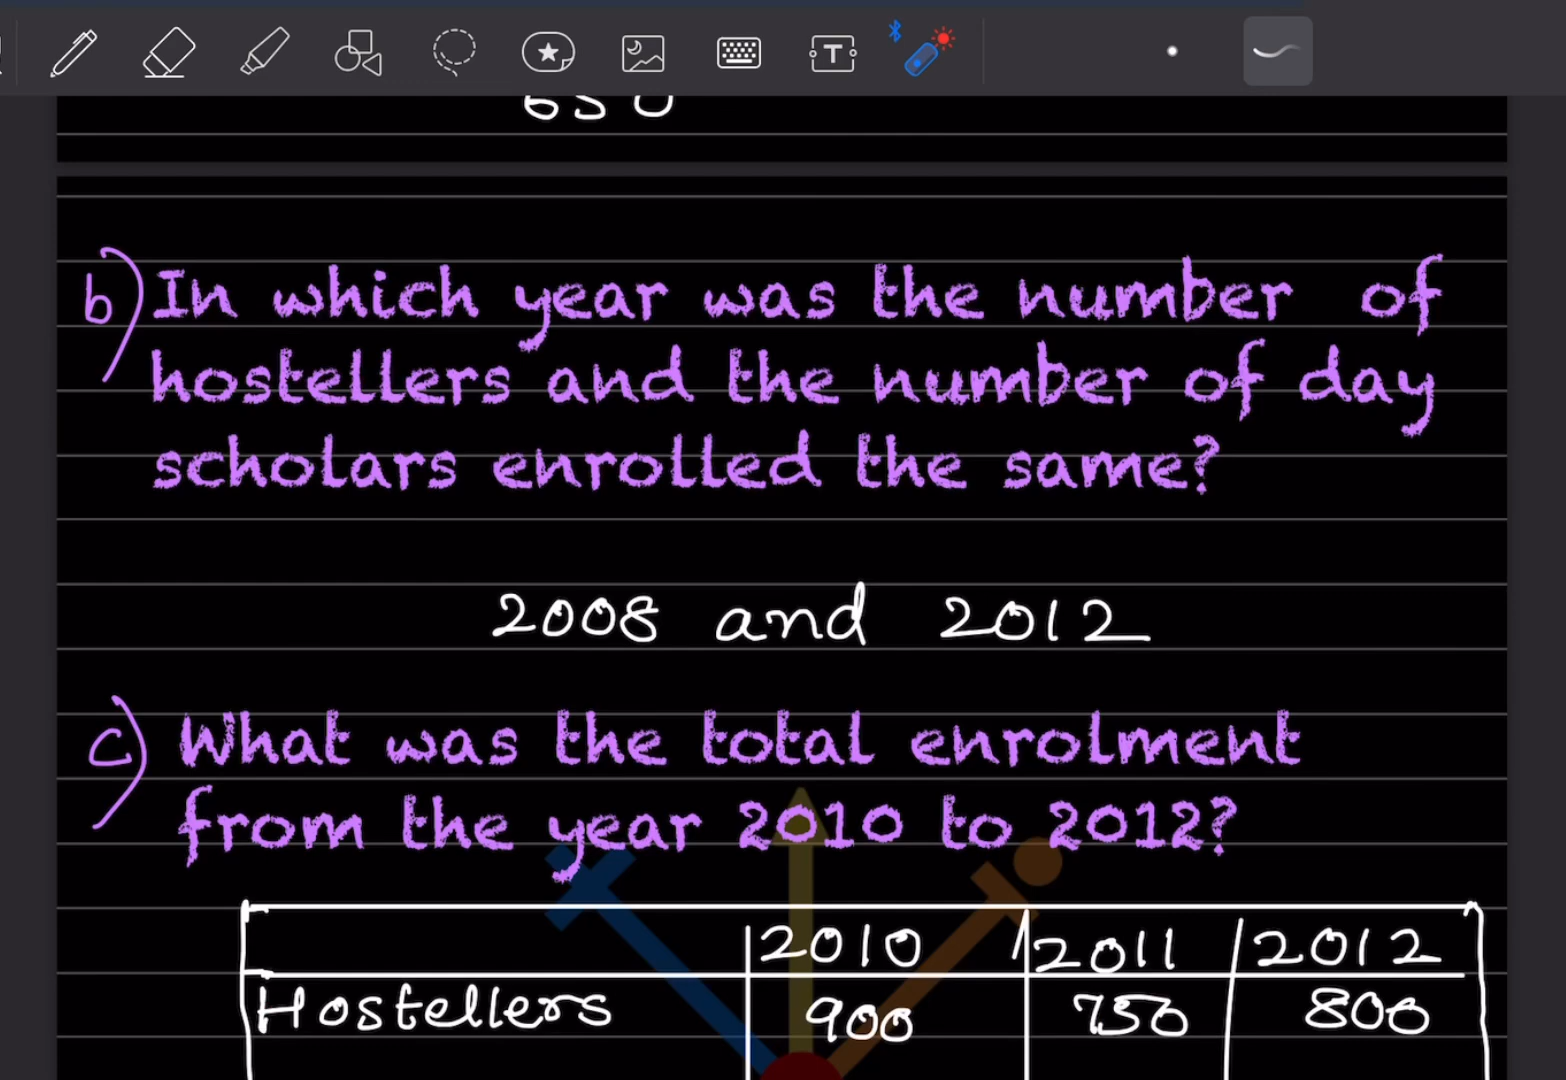 650
b) In which year was the number of
hostellers and the number of day
scholars enrolled the same?
2008 and 2012
c) What was the total enrolment
from the year 2010 to 2012?
2010 2011 2012
Hostellers 900 750 800